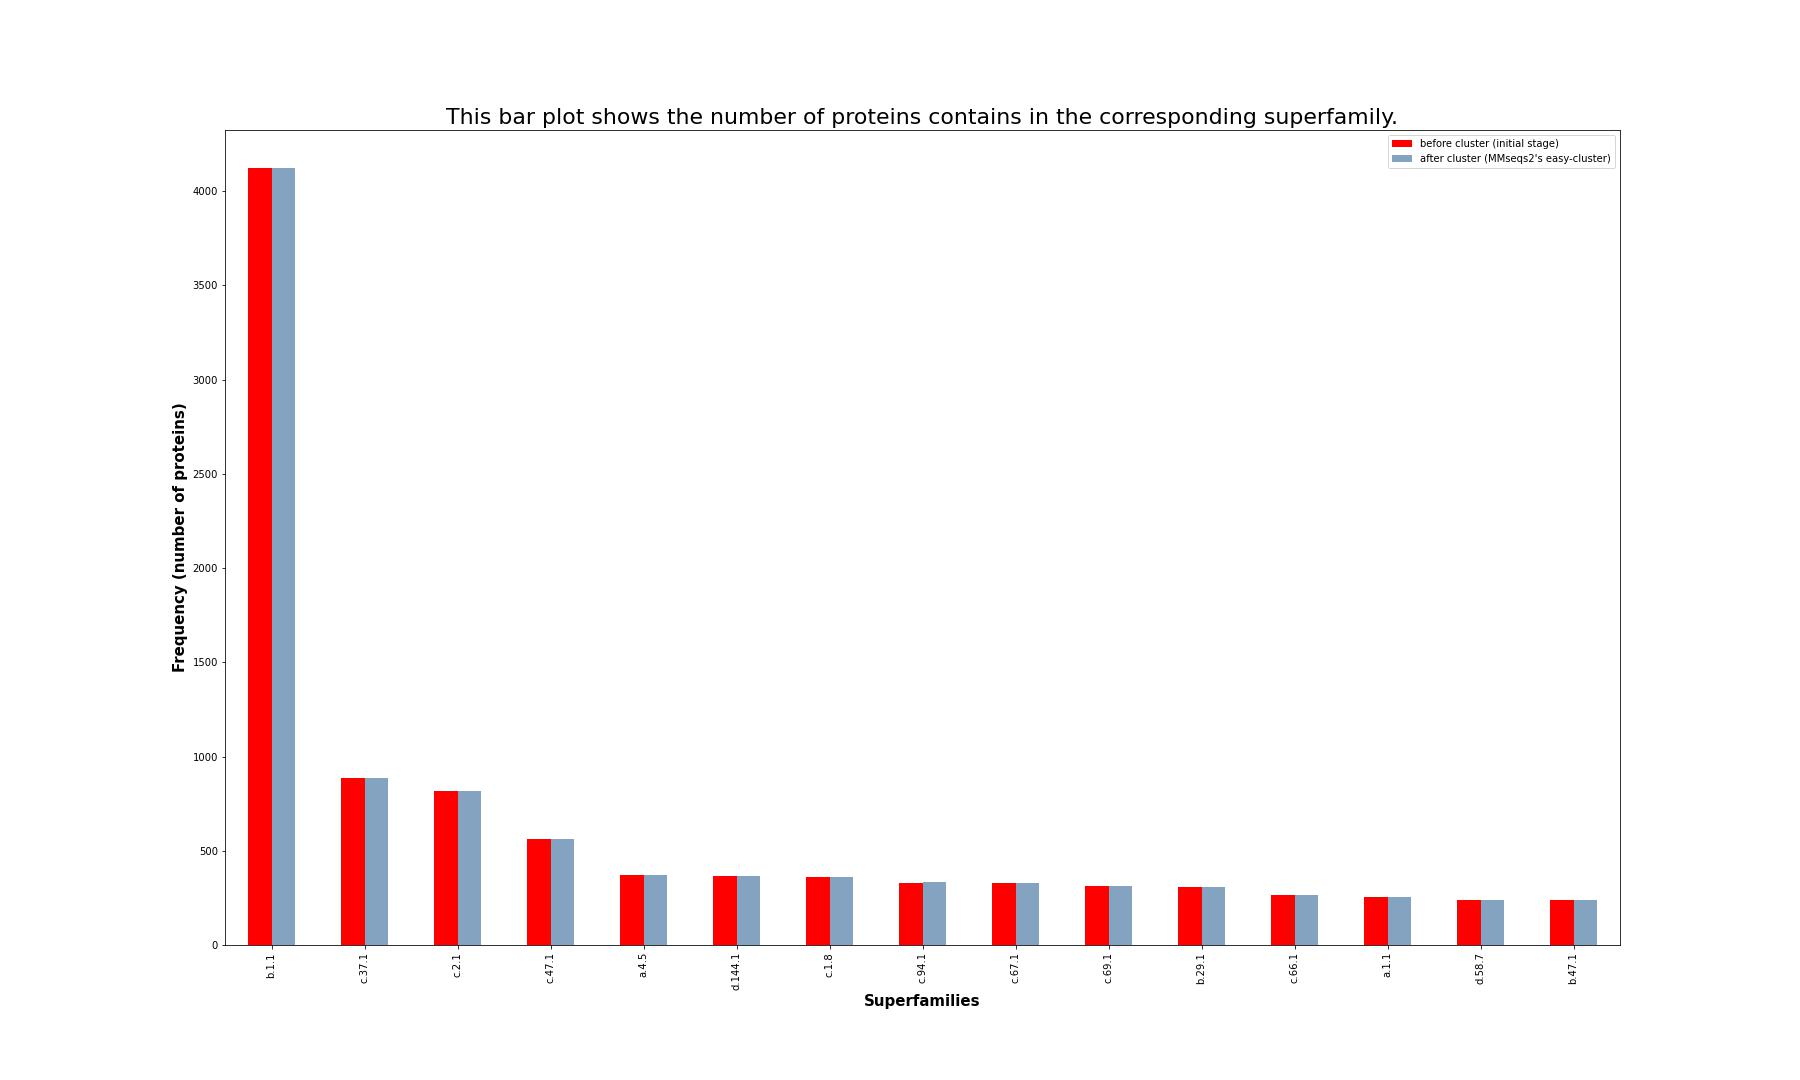 This bar plot shows the number of proteins contains in the corresponding superfamily.
before cluster (initial stage)
after cluster (MMseqs2's easy-cluster)
Frequency (number of proteins)
4000
3500
3000
2500
2000
1500
1000
500
0
b.1.1
c.37.1
c.2.1
c.47.1
a.4.5
d.144.1
c.1.8
c.94.1
c.67.1
c.69.1
b.29.1
c.66.1
a.1.1
d.58.7
b.47.1
Superfamilies